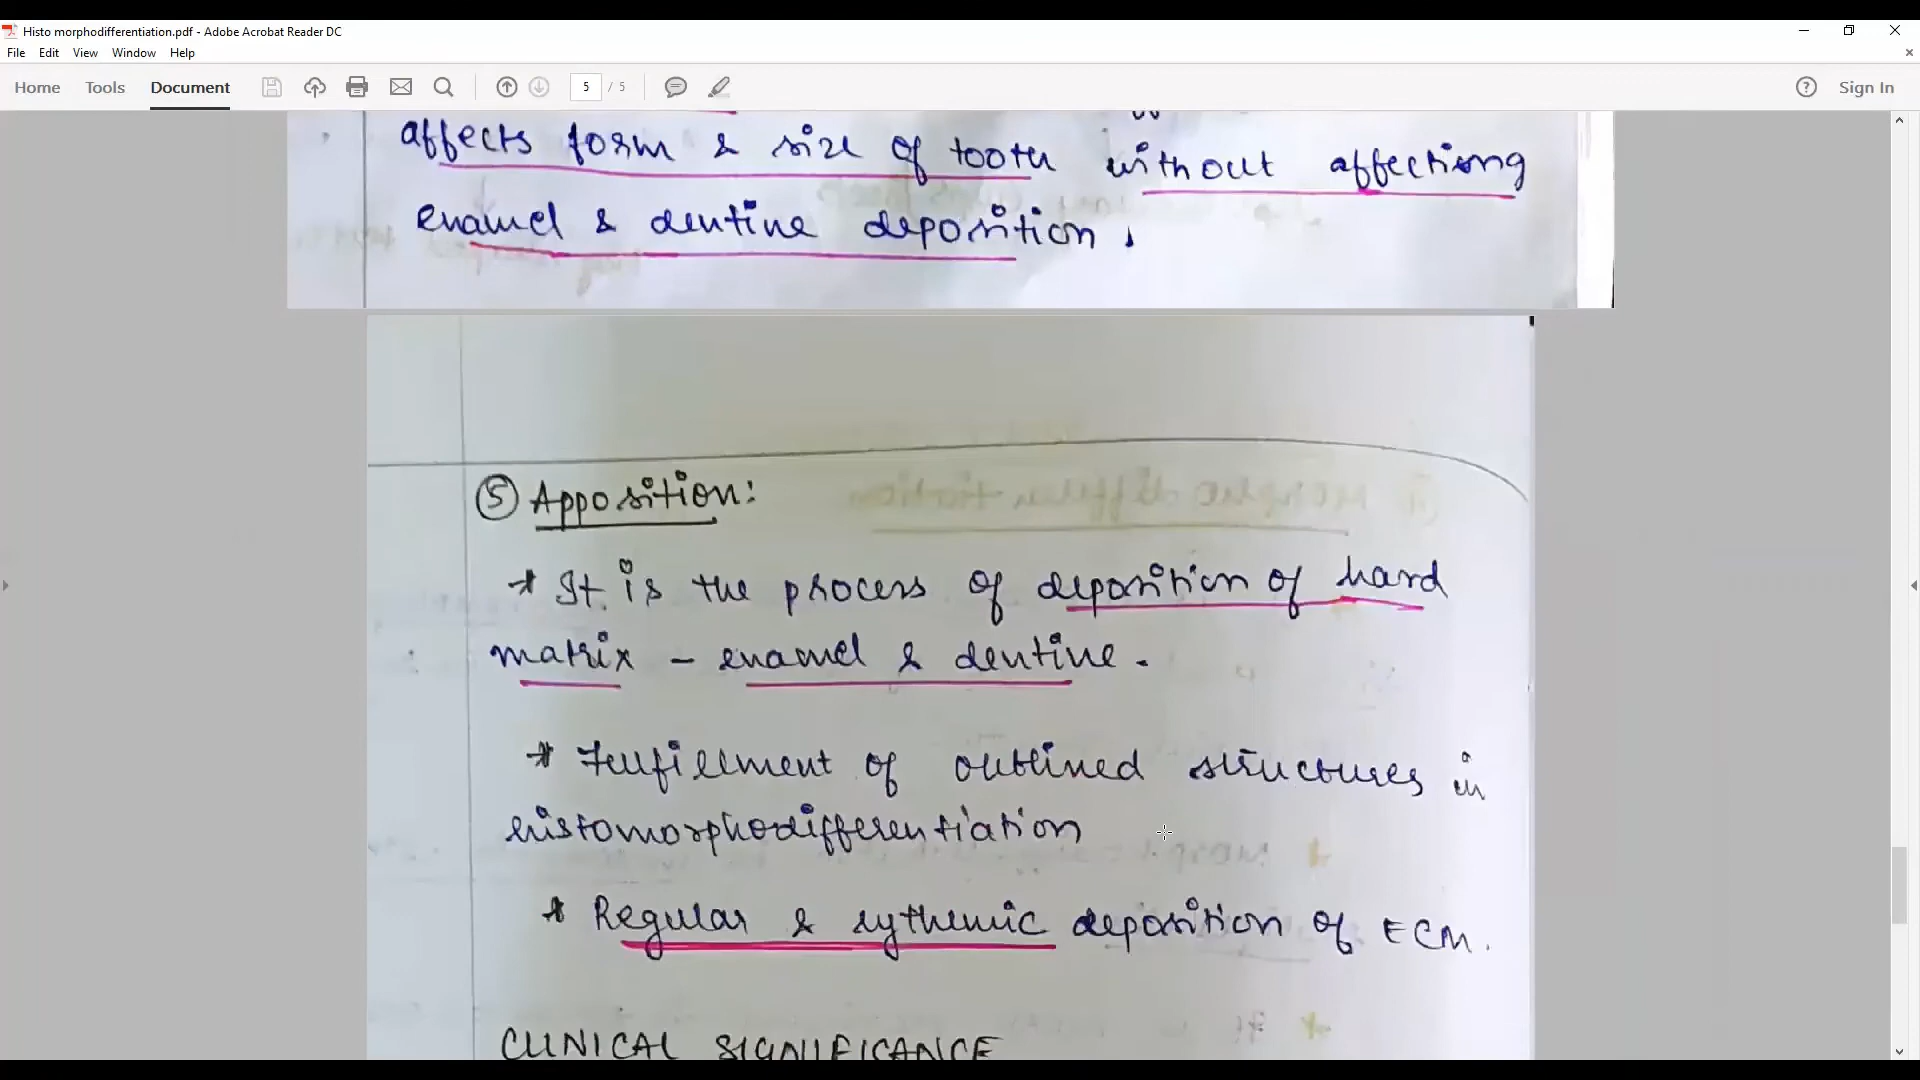 Histo morphodifferentiation.pdf - Adobe Acrobat Reader DC
File Edit View Window Help
Home Tools Document 5 / 5 Sign In
affects form & size of tooth without affectiong
enamel & dentine deposition.
5 Apposition:
* It is the process of deposition of hard
matrix - enamel & dentine.
* Fulfillment of outlined structures in
histomorphodifferentiation
* Regular & rythemic deposition of ECM.
CLINICAL SIGNIFICANCE